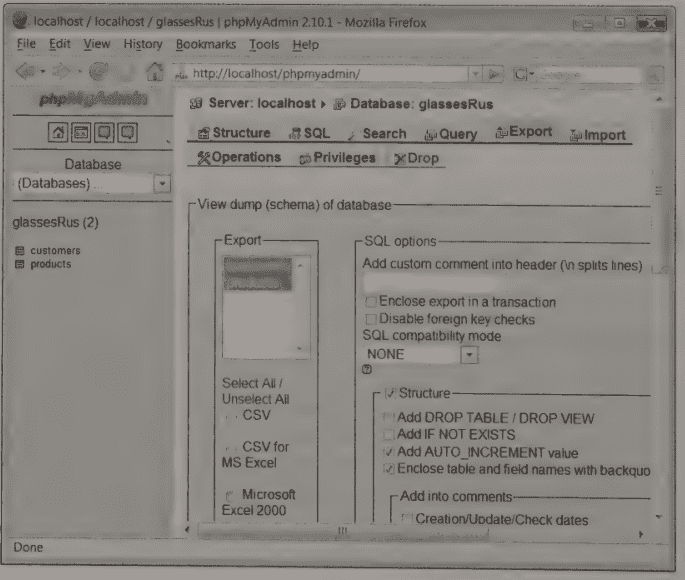 localhost / localhost / glassesRus | phpMyAdmin 2.10.1 - Mozilla Firefox
File Edit View History Bookmarks Tools Help
http://localhost/phpmyadmin/
Google
phpMyAdmin
Server: localhost ▸ Database: glassesRus
Structure SQL Search Query Export Import
Operations Privileges Drop
Database
(Databases) ...
glassesRus (2)
customers
products
View dump (schema) of database
Export
Select All /
Unselect All
CSV
CSV for
MS Excel
Microsoft
Excel 2000
SQL options
Add custom comment into header (\n splits lines)
Enclose export in a transaction
Disable foreign key checks
SQL compatibility mode
NONE
Structure
Add DROP TABLE / DROP VIEW
Add IF NOT EXISTS
Add AUTO_INCREMENT value
Enclose table and field names with backquo
Add into comments
Creation/Update/Check dates
Done